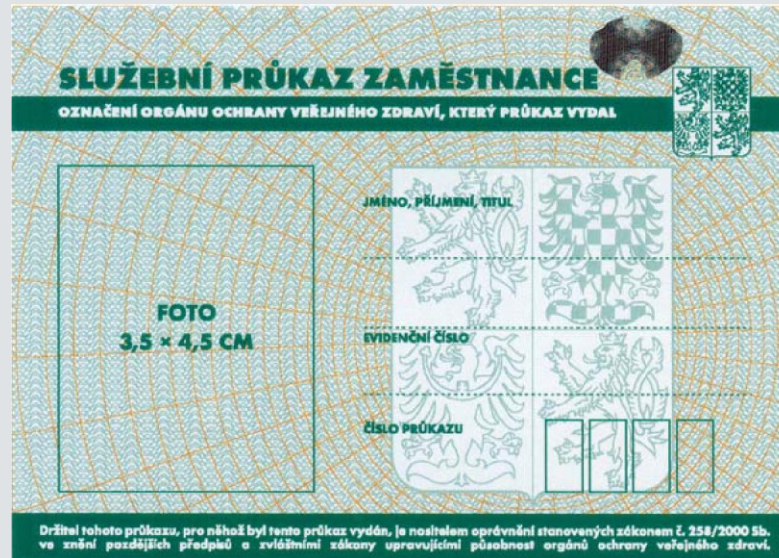 SLUŽEBNÍ PRŮKAZ ZAMĚSTNANCE
OZNAČENÍ ORGÁNU OCHRANY VEŘEJNÉHO ZDRAVÍ, KTERÝ PRŮKAZ VYDAL
JMÉNO, PŘÍJMENÍ, TITUL
FOTO
3,5 × 4,5 CM
EVIDENČNÍ ČÍSLO
ČÍSLO PRŮKAZU
Držitel tohoto průkazu, pro něhož byl tento průkaz vydán, je nositelem oprávnění stanovených zákonem č. 258/2000 Sb.
ve znění pozdějších předpisů a zvláštními zákony upravujícími působnost orgánů ochrany veřejného zdraví.